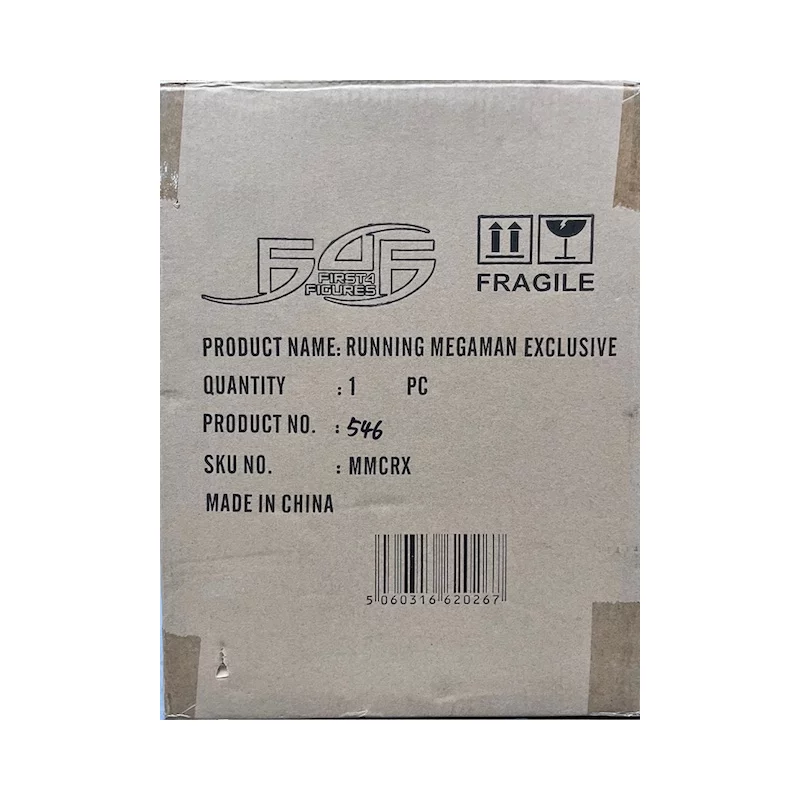 F4F
FIRST4
FIGURES
FRAGILE
PRODUCT NAME: RUNNING MEGAMAN EXCLUSIVE
QUANTITY : 1 PC
PRODUCT NO. : 546
SKU NO. : MMCRX
MADE IN CHINA
5 060316 620267